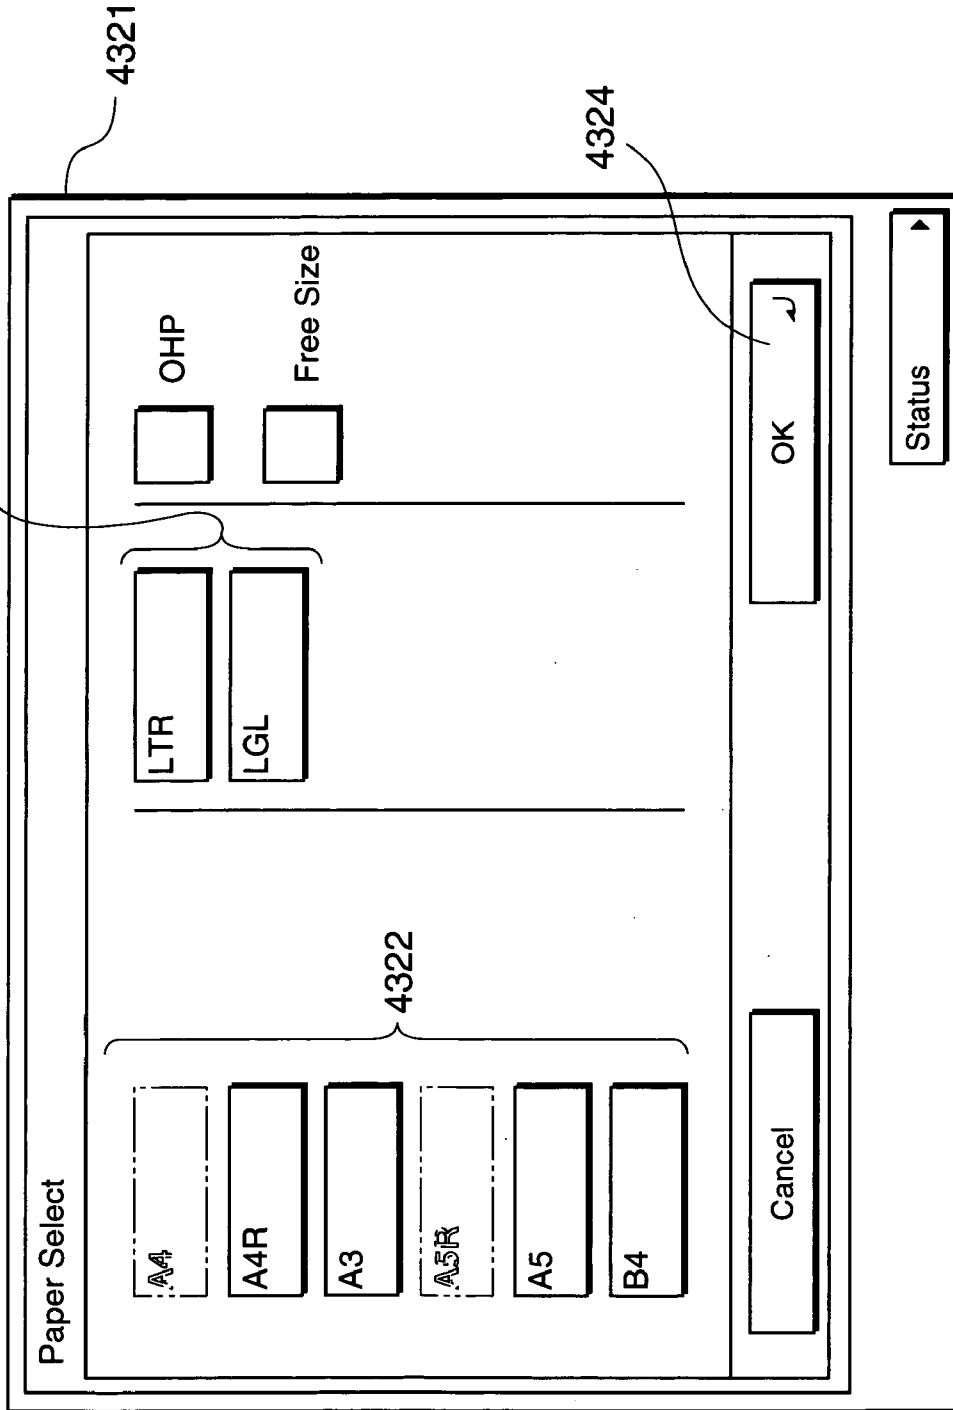 4321
Paper Select
A4
A4R
A3
A5R
A5
B4
4322
LTR
LGL
OHP
Free Size
Cancel
OK
4324
Status